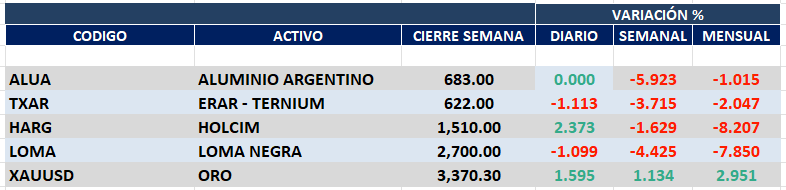 VARIACIÓN %
CODIGO ACTIVO CIERRE SEMANA DIARIO SEMANAL MENSUAL
ALUA ALUMINIO ARGENTINO 683.00 0.000 -5.923 -1.015
TXAR ERAR - TERNIUM 622.00 -1.113 -3.715 -2.047
HARG HOLCIM 1,510.00 2.373 -1.629 -8.207
LOMA LOMA NEGRA 2,700.00 -1.099 -4.425 -7.850
XAUUSD ORO 3,370.30 1.595 1.134 2.951